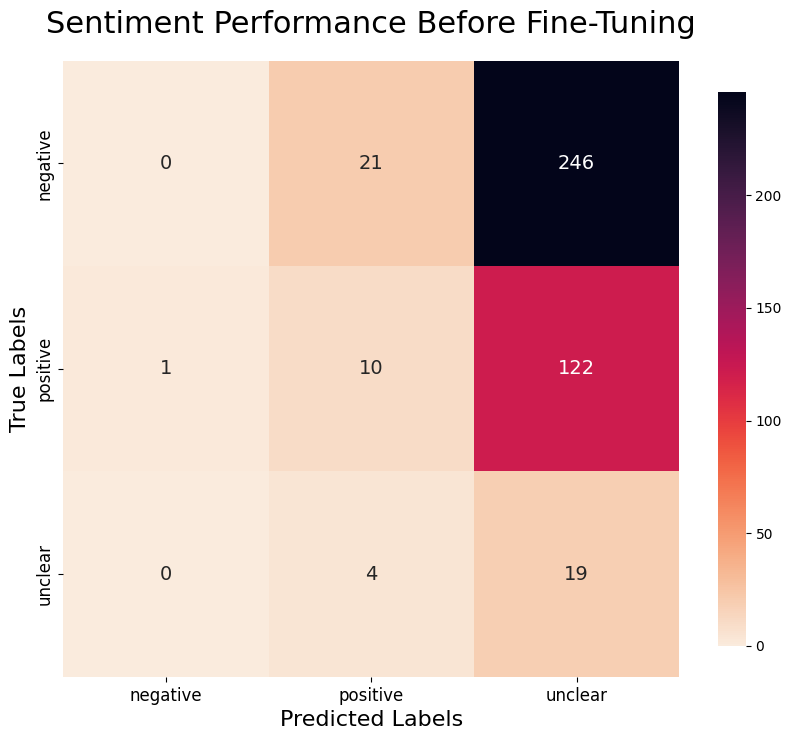 Sentiment Performance Before Fine-Tuning
True Labels
negative
0 21 246
positive
1 10 122
unclear
0 4 19
negative positive unclear
Predicted Labels
200
150
100
50
0